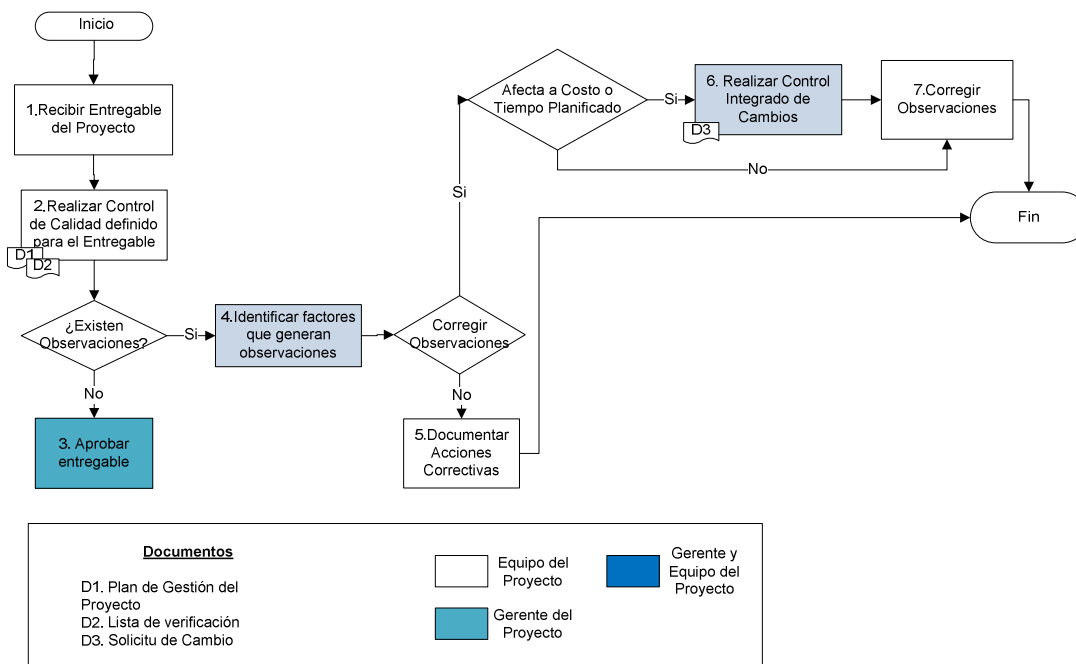 Inicio
1.Recibir Entregable
del Proyecto
2.Realizar Control
de Calidad definido
para el Entregable
D1
D2
¿Existen
Observaciones?
Si
No
3. Aprobar
entregable
4.Identificar factores
que generan
observaciones
Corregir
Observaciones
Si
No
5.Documentar
Acciones
Correctivas
Afecta a Costo o
Tiempo Planificado
Si
No
6. Realizar Control
Integrado de
Cambios
D3
7.Corregir
Observaciones
Fin
Documentos
D1. Plan de Gestión del
Proyecto
D2. Lista de verificación
D3. Solicitu de Cambio
Equipo del
Proyecto
Gerente del
Proyecto
Gerente y
Equipo del
Proyecto